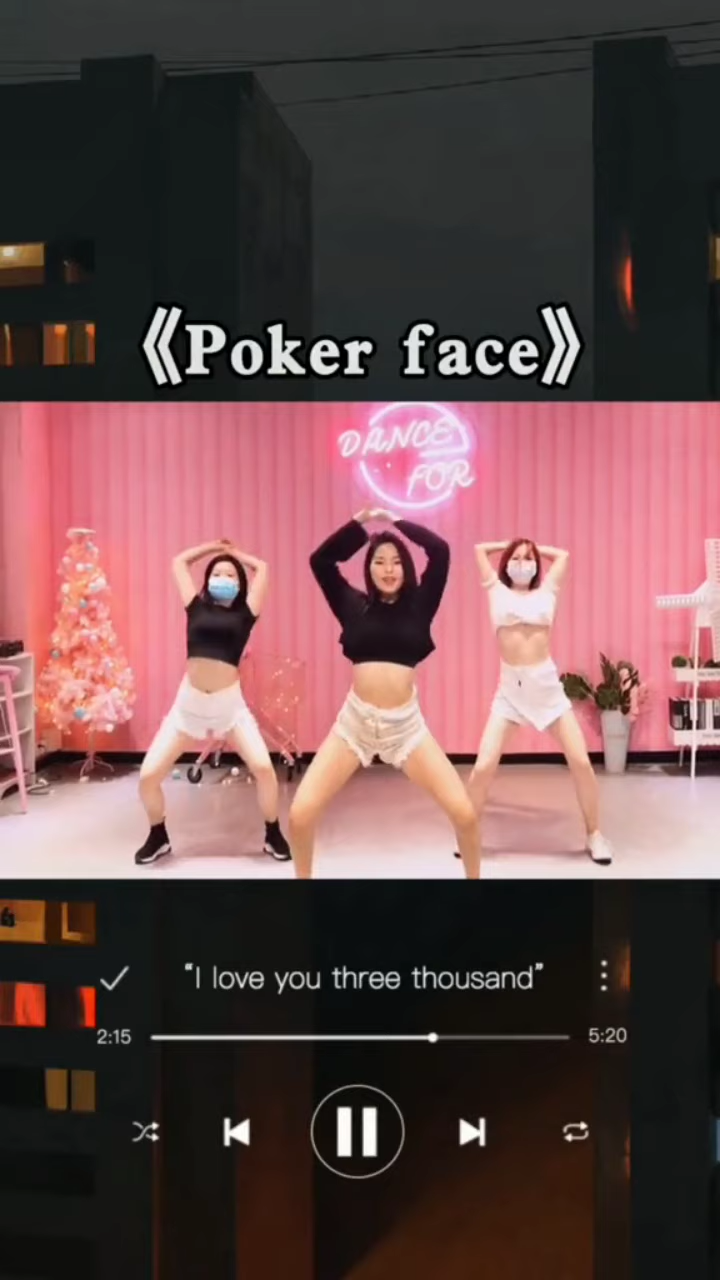 《Poker face》
DANCE
FOR
“I love you three thousand”
2:15
5:20